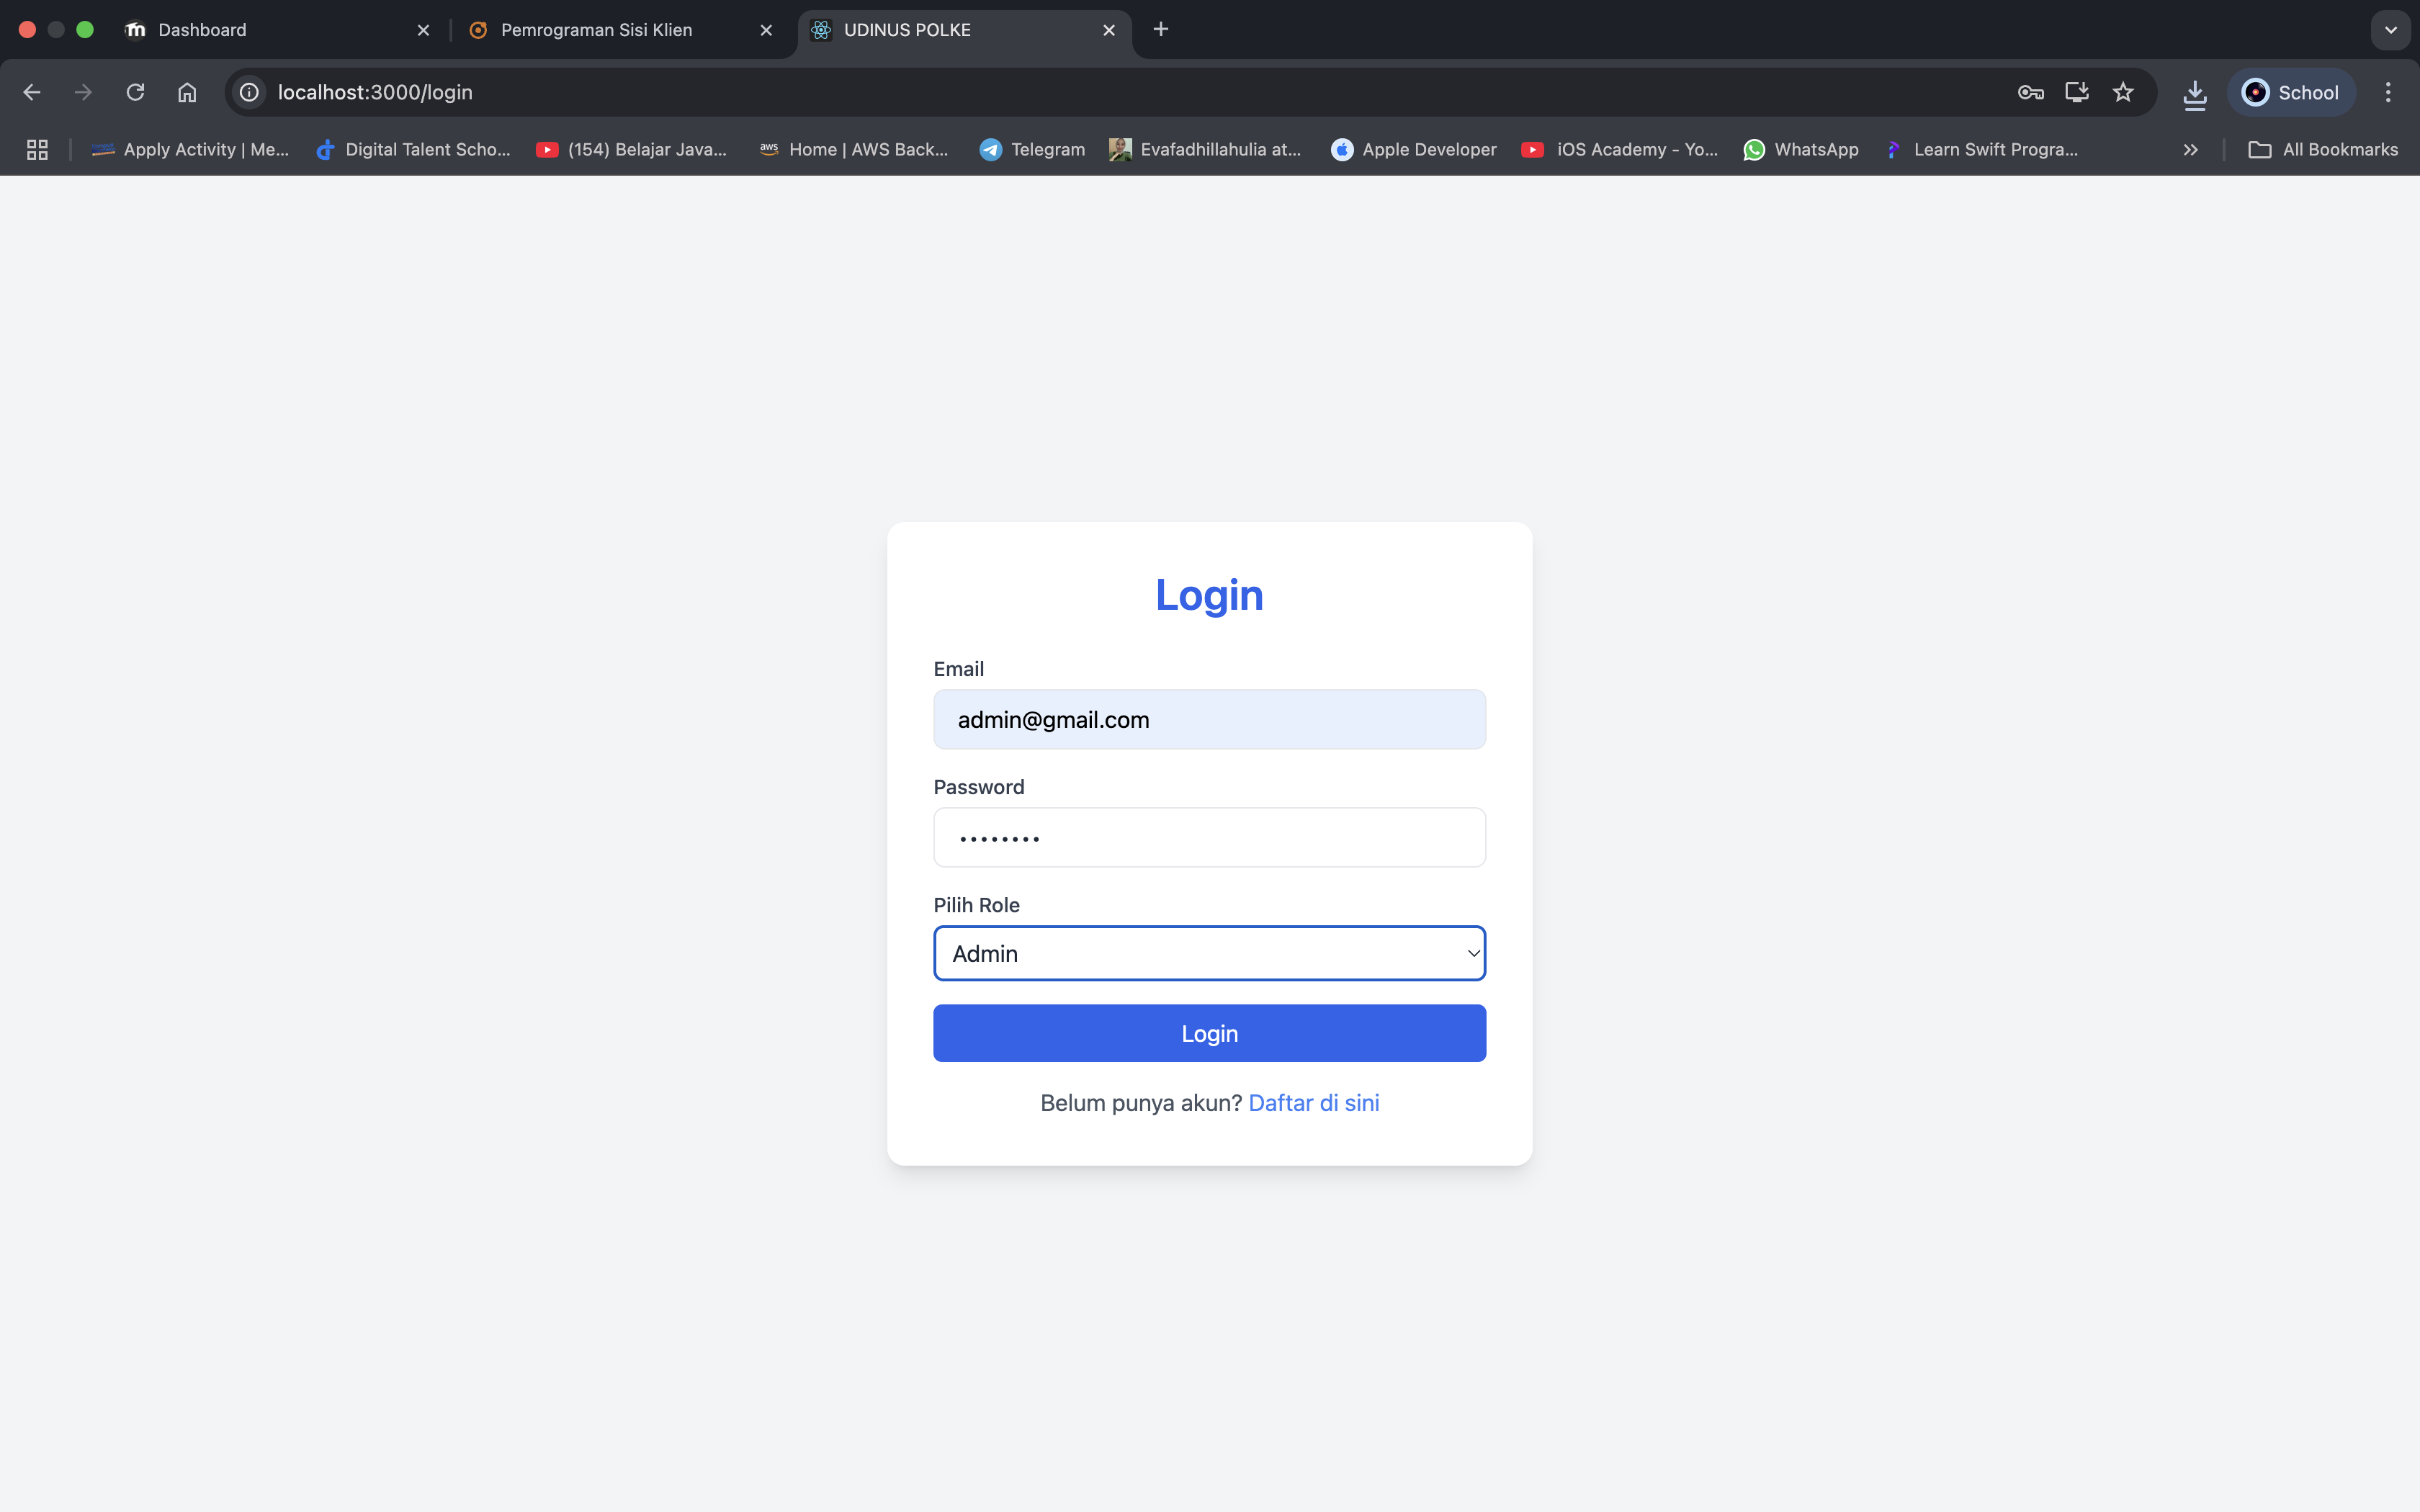 Dashboard
Pemrograman Sisi Klien
UDINUS POLKE
localhost:3000/login
School
Apply Activity | Me...
Digital Talent Scho...
(154) Belajar Java...
aws
Home | AWS Back...
Telegram
Evafadhillahulia at...
Apple Developer
iOS Academy - Yo...
WhatsApp
Learn Swift Progra...
All Bookmarks
Login
Email
admin@gmail.com
Password
••••••••
Pilih Role
Admin
Login
Belum punya akun? Daftar di sini